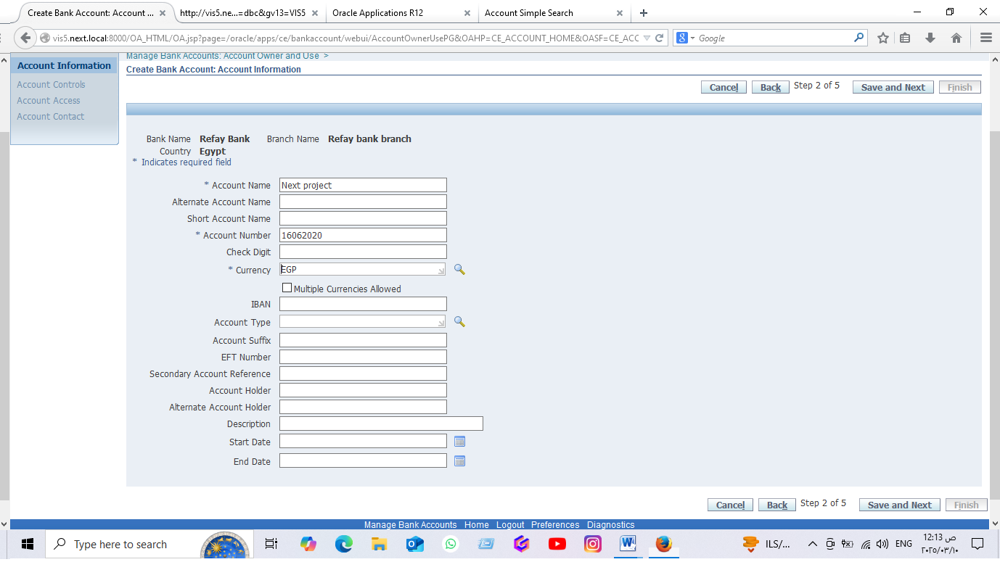 Create Bank Account: Account ...
http://vis5.ne...=dbc&gv13=VIS5
Oracle Applications R12
Account Simple Search
vis5.next.local:8000/OA_HTML/OA.jsp?page=/oracle/apps/ce/bankaccount/webui/AccountOwnerUsePG&OAHP=CE_ACCOUNT_HOME&OASF=CE_ACC
Google
Account Information
Account Controls
Account Access
Account Contact
Manage Bank Accounts: Account Owner and Use >
Create Bank Account: Account Information
Cancel Back Step 2 of 5 Save and Next Finish
Bank Name Refay Bank Branch Name Refay bank branch
Country Egypt
* Indicates required field
* Account Name Next project
Alternate Account Name
Short Account Name
* Account Number 16062020
Check Digit
* Currency EGP
Multiple Currencies Allowed
IBAN
Account Type
Account Suffix
EFT Number
Secondary Account Reference
Account Holder
Alternate Account Holder
Description
Start Date
End Date
Cancel Back Step 2 of 5 Save and Next Finish
Manage Bank Accounts Home Logout Preferences Diagnostics
Type here to search
ILS/...
ENG
12:13 ص
٢٠٢٥/٠٣/١٠